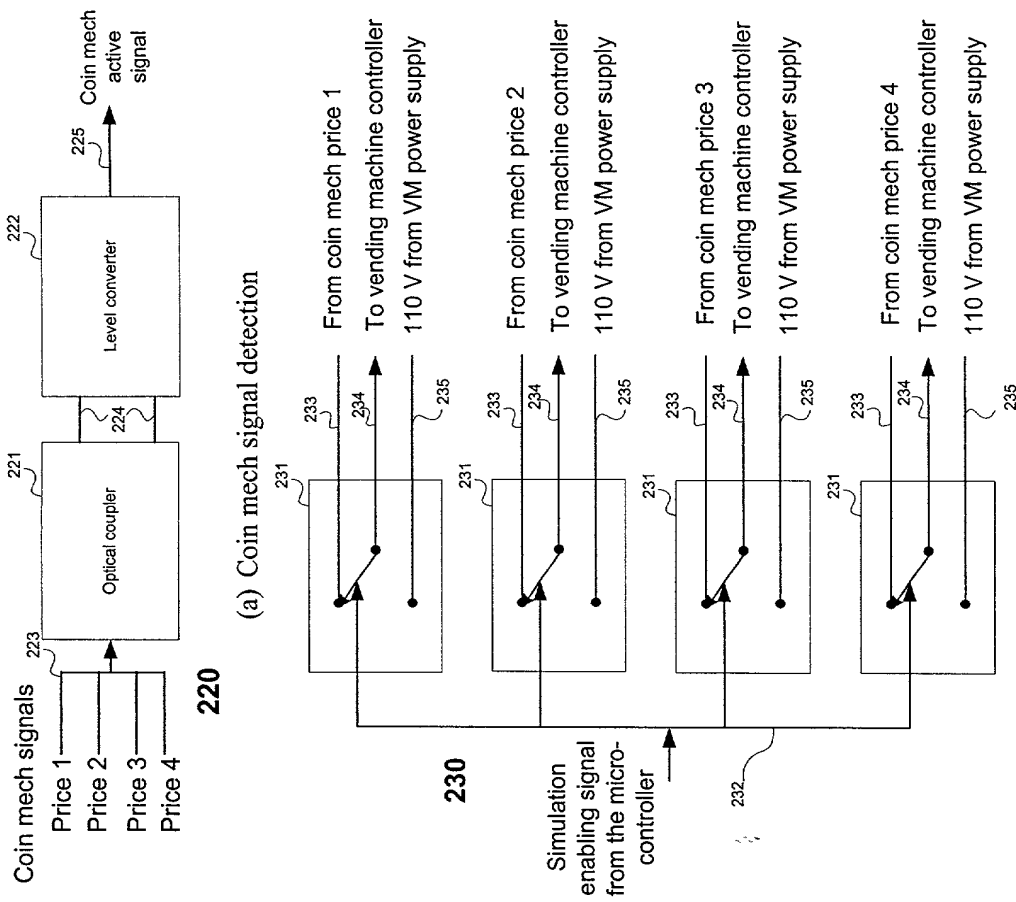 Coin mech signals
Price 1
Price 2
Price 3
Price 4
223
221
Optical coupler
224
222
Level converter
225
Coin mech
active
signal
220
(a) Coin mech signal detection
230
Simulation
enabling signal
from the micro-
controller
232
231
233
From coin mech price 1
234
To vending machine controller
235
110 V from VM power supply
231
233
From coin mech price 2
234
To vending machine controller
235
110 V from VM power supply
231
233
From coin mech price 3
234
To vending machine controller
235
110 V from VM power supply
231
233
From coin mech price 4
234
To vending machine controller
235
110 V from VM power supply